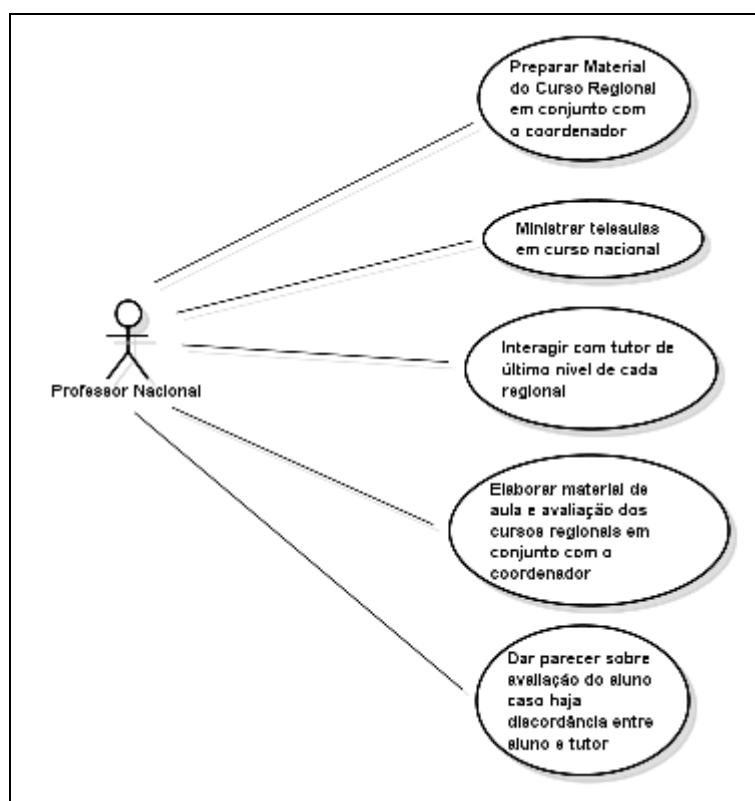 Preparar Material
do Curso Regional
em conjunto com
o coordenador
Ministrar teleaulas
em curso nacional
Interagir com tutor de
último nível de cada
regional
Professor Nacional
Elaborar material de
aula e avaliação dos
cursos regionais em
conjunto com o
coordenador
Dar parecer sobre
avaliação do aluno
caso haja
discordância entre
aluno e tutor